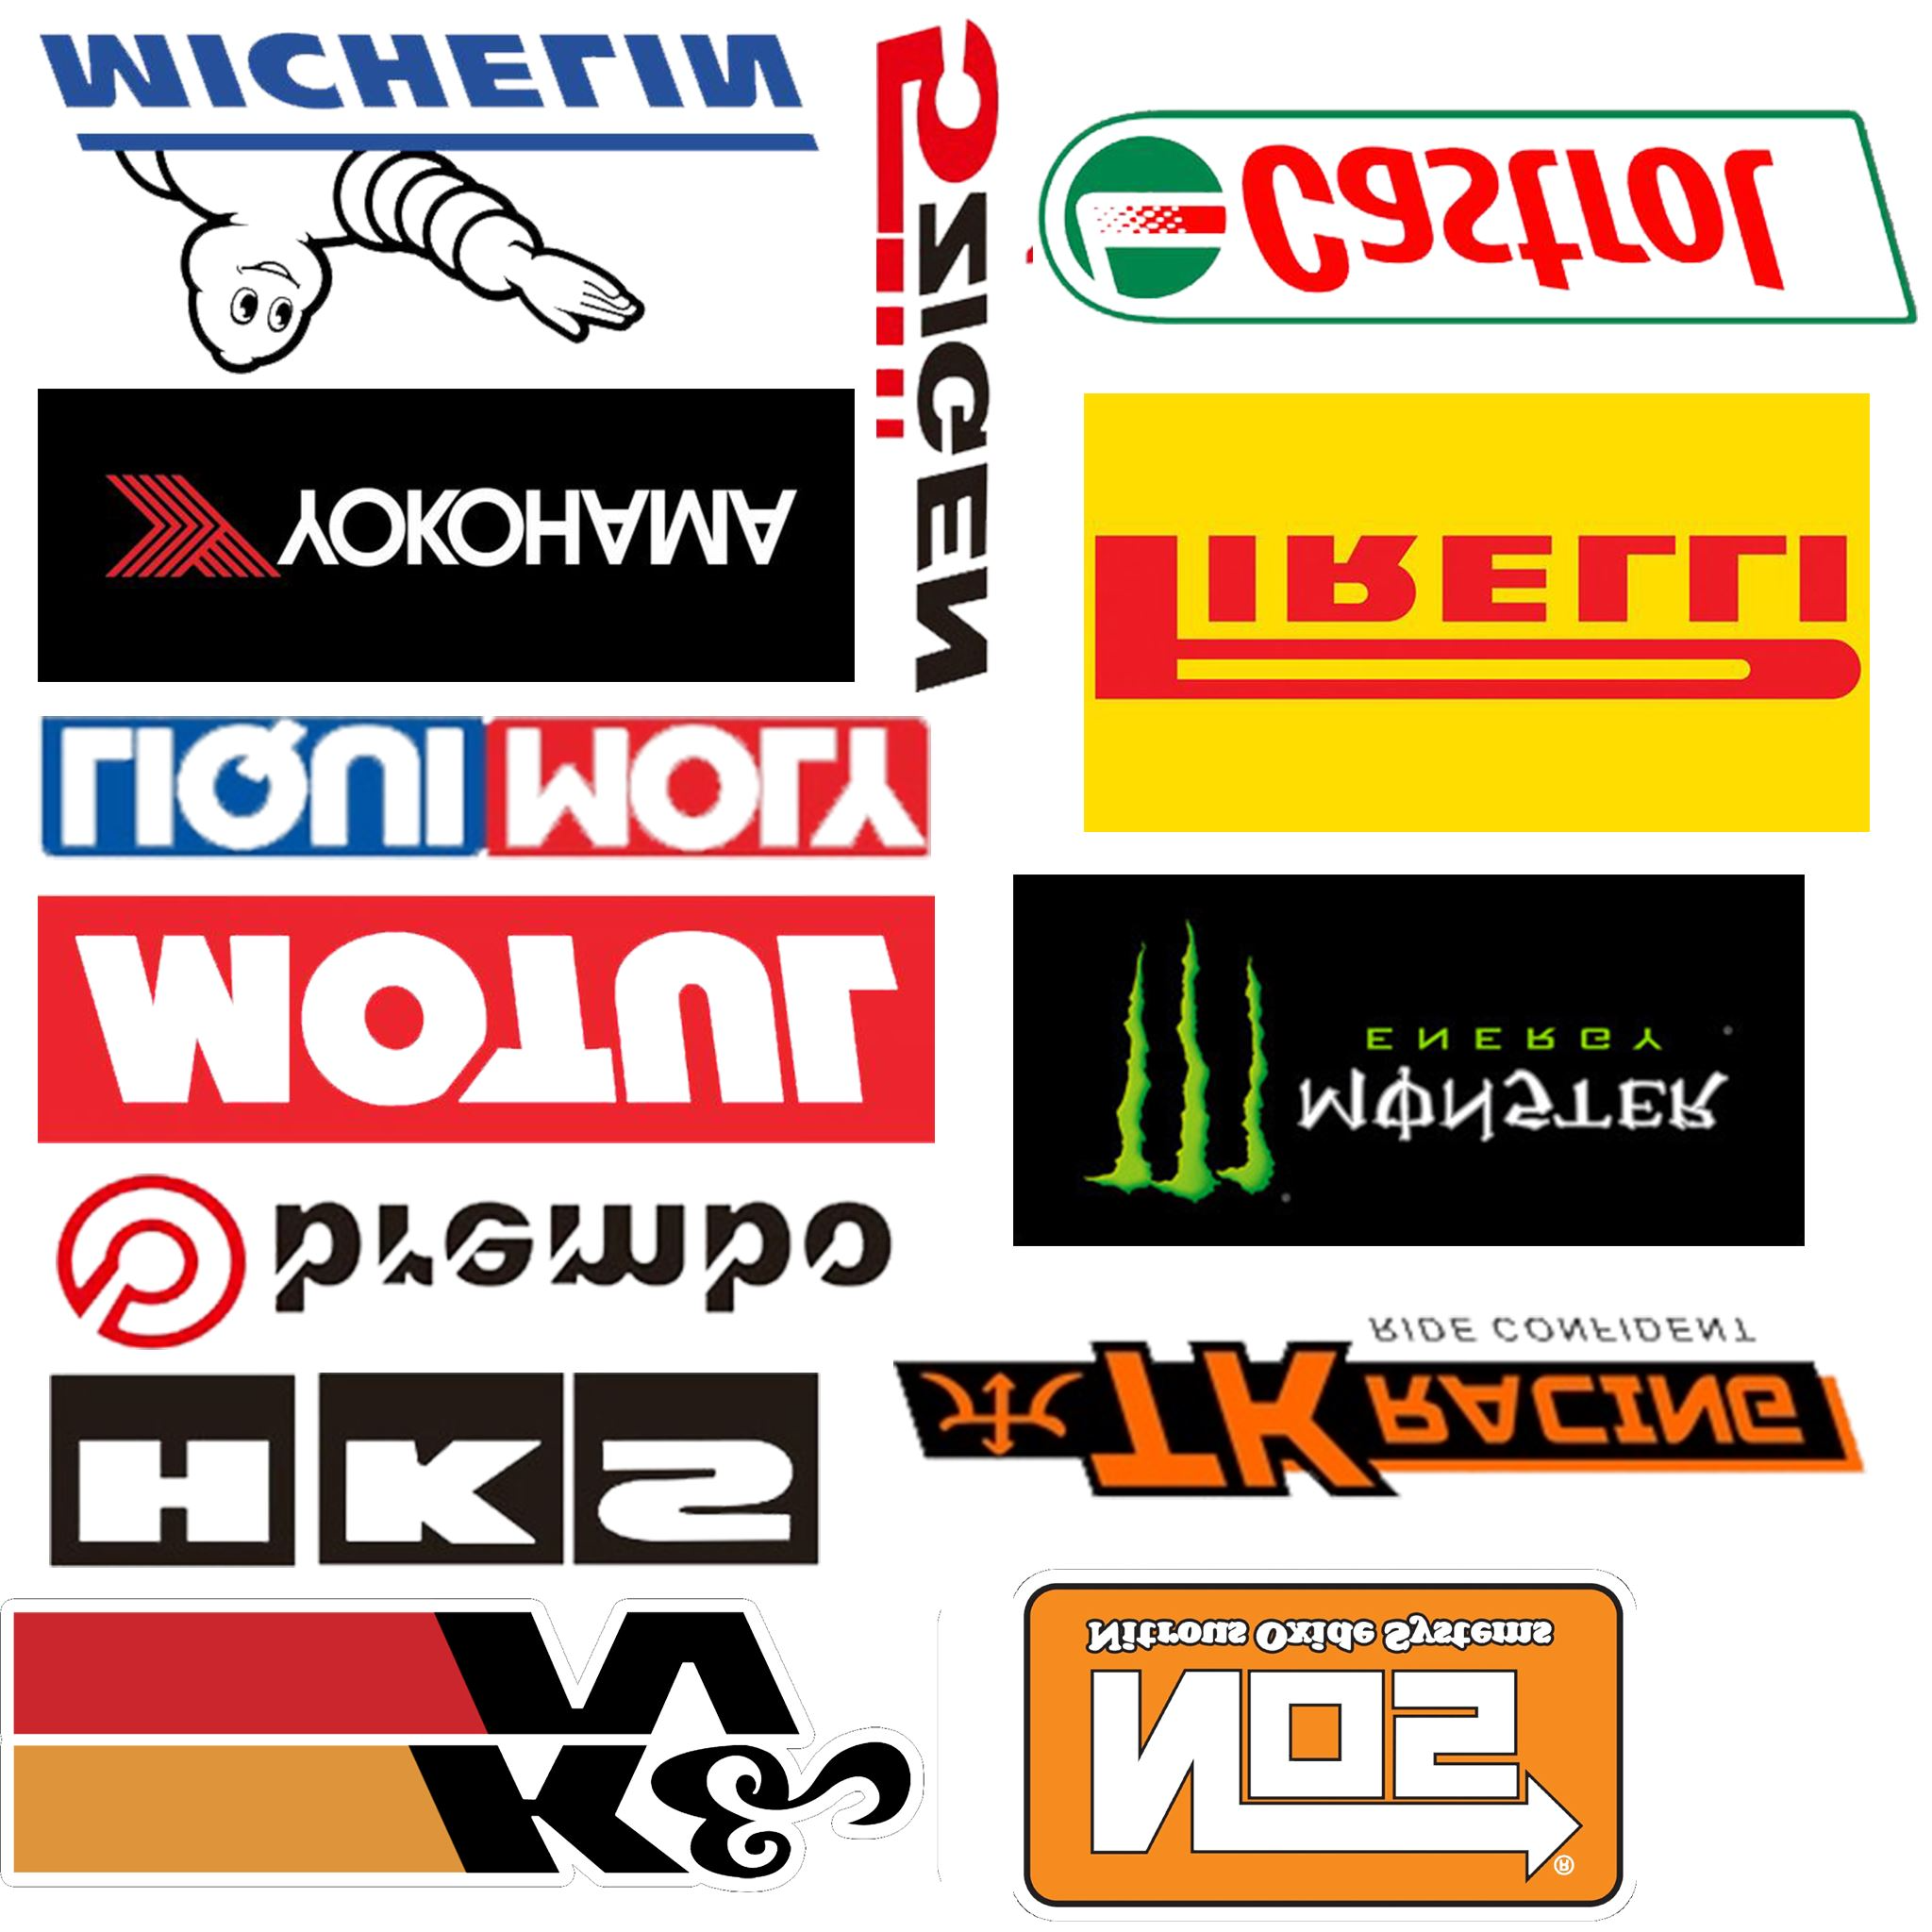 MICHELIN
5ZIGEN
Castrol
YOKOHAMA
PIRELLI
LIQUI MOLY
MOTUL
MONSTER
ENERGY
brembo
TK RACING
RIDE CONFIDENT
HKS
K&
N
NOS®
Nitrous Oxide Systems